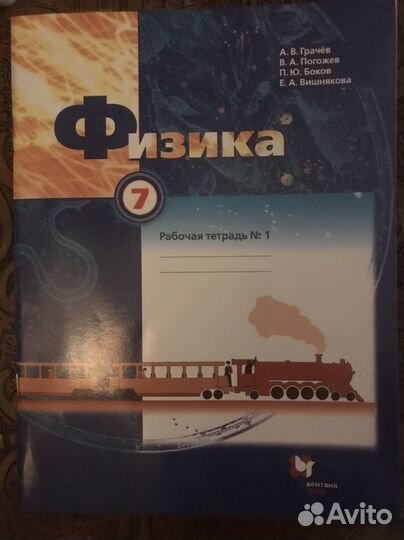 А. В. Грачёв
В. А. Погожев
П. Ю. Боков
Е. А. Вишнякова
Физика
7
Рабочая тетрадь № 1
вентана
граф
Avito